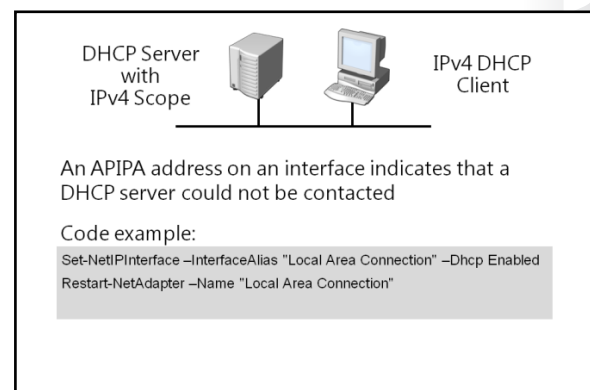 DHCP Server
with
IPv4 Scope
IPv4 DHCP
Client
An APIPA address on an interface indicates that a
DHCP server could not be contacted
Code example:
Set-NetIPInterface –InterfaceAlias "Local Area Connection" –Dhcp Enabled
Restart-NetAdapter –Name "Local Area Connection"